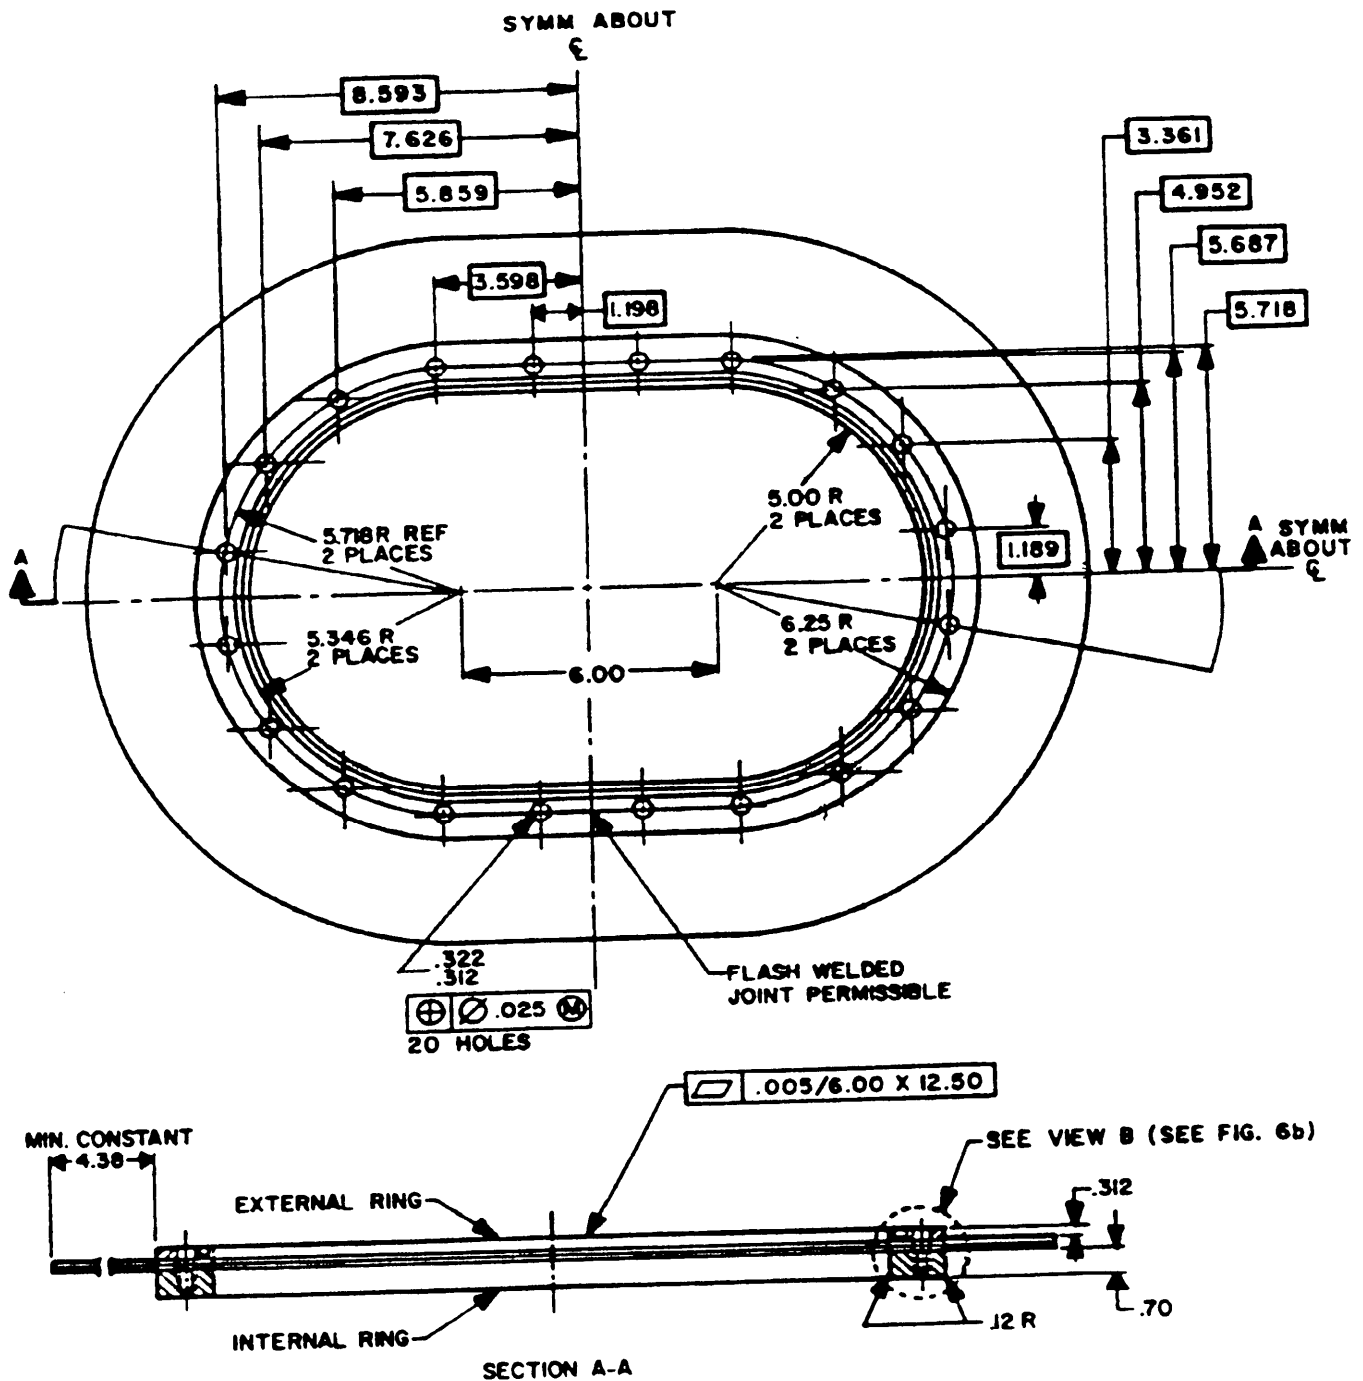 SYMM ABOUT
℄
8.593
7.626
5.859
3.598
1.198
3.361
4.952
5.687
5.718
5.00 R
2 PLACES
5.718R REF
2 PLACES
1.189
A
A
SYMM
ABOUT
℄
5.346 R
2 PLACES
6.25 R
2 PLACES
6.00
.322
.312
⌖ ⌀ .025 Ⓜ
20 HOLES
FLASH WELDED
JOINT PERMISSIBLE
⏥ .005/6.00 X 12.50
MIN. CONSTANT
4.38
SEE VIEW B (SEE FIG. 6b)
EXTERNAL RING
.312
.70
.12 R
INTERNAL RING
SECTION A-A